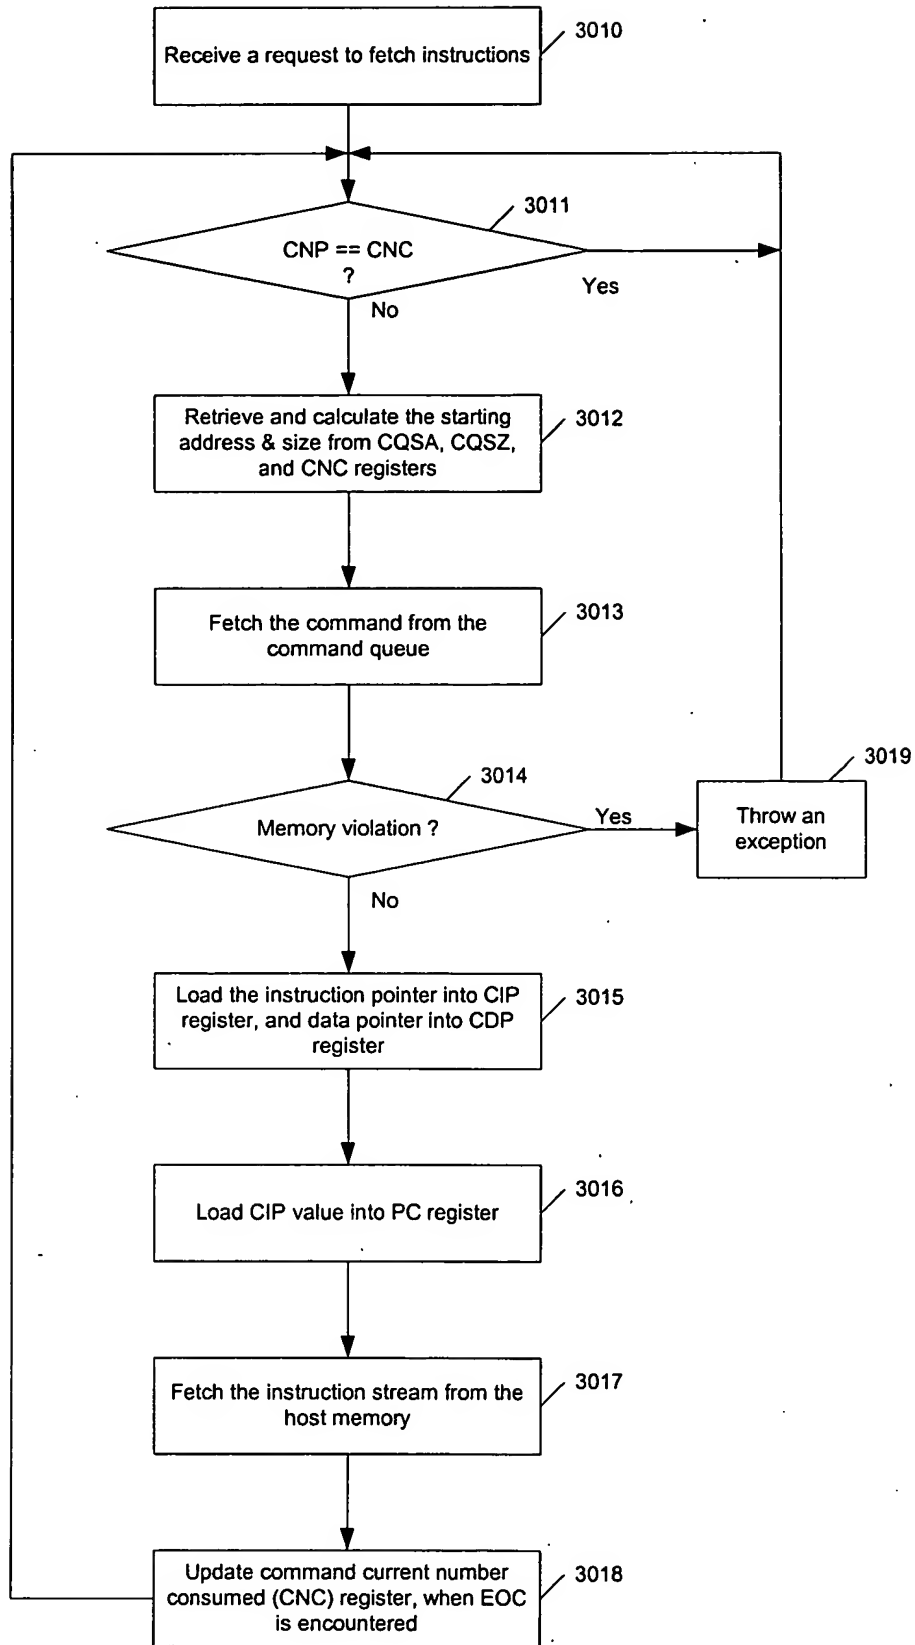 Receive a request to fetch instructions
3010
3011
CNP == CNC
?
Yes
No
Retrieve and calculate the starting
address & size from CQSA, CQSZ,
and CNC registers
3012
Fetch the command from the
command queue
3013
3014
Memory violation ?
Yes
No
3019
Throw an
exception
Load the instruction pointer into CIP
register, and data pointer into CDP
register
3015
Load CIP value into PC register
3016
Fetch the instruction stream from the
host memory
3017
Update command current number
consumed (CNC) register, when EOC
is encountered
3018